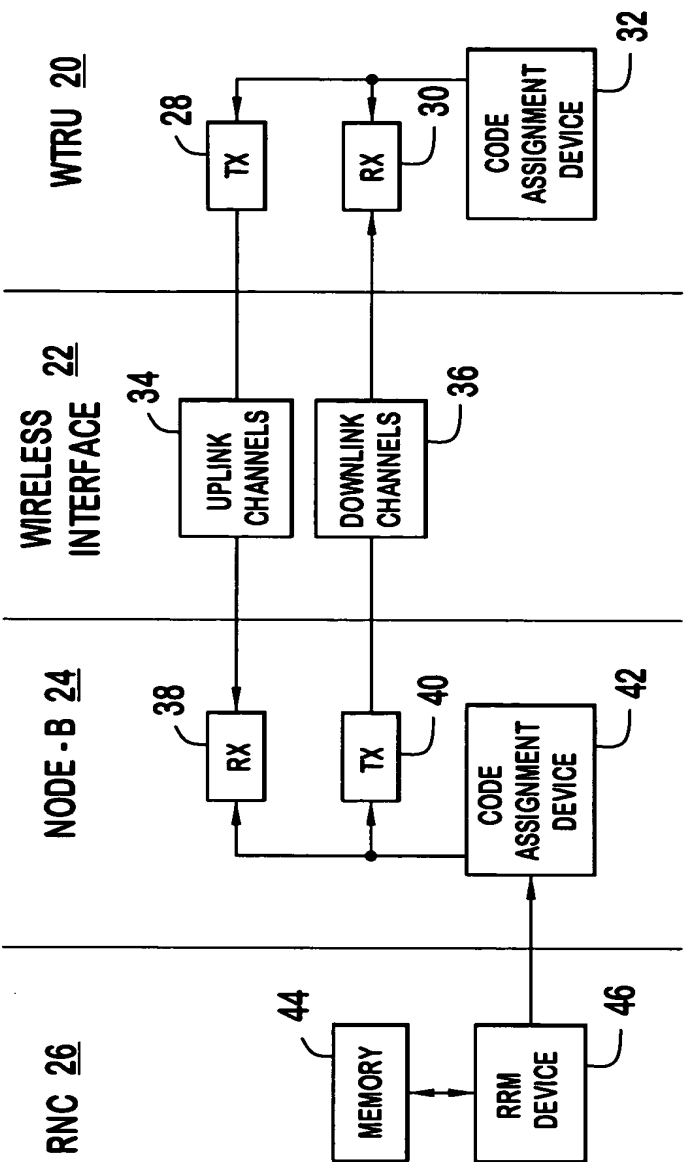 RNC 26
NODE-B 24
WIRELESS
INTERFACE 22
WTRU 20
38
RX
34
UPLINK
CHANNELS
28
TX
40
TX
36
DOWNLINK
CHANNELS
30
RX
44
MEMORY
46
RRM
DEVICE
42
CODE
ASSIGNMENT
DEVICE
32
CODE
ASSIGNMENT
DEVICE